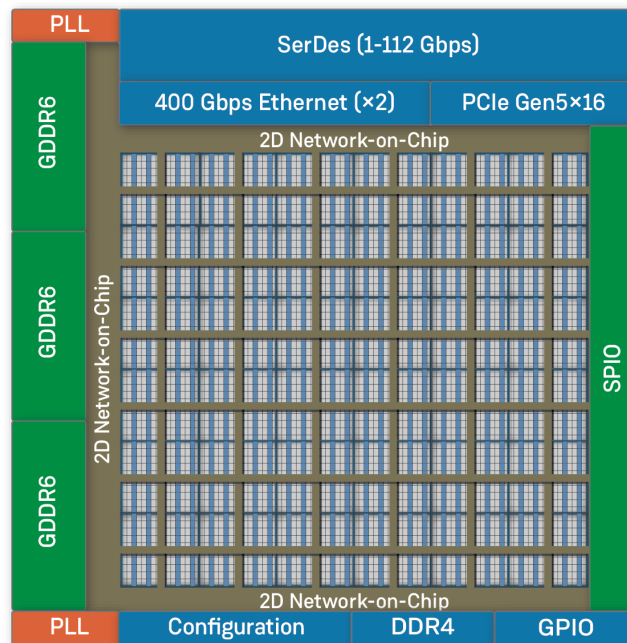 PLL
SerDes (1-112 Gbps)
400 Gbps Ethernet (×2)
PCIe Gen5×16
2D Network-on-Chip
GDDR6
GDDR6
GDDR6
2D Network-on-Chip
SPIO
2D Network-on-Chip
PLL
Configuration
DDR4
GPIO